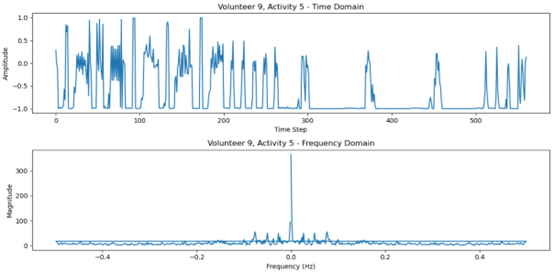 Volunteer 9, Activity 5 - Time Domain
1.0
0.5
0.0
−0.5
−1.0
Amplitude
0 100 200 300 400 500
Time Step
Volunteer 9, Activity 5 - Frequency Domain
300
200
100
0
Magnitude
−0.4 −0.2 0.0 0.2 0.4
Frequency (Hz)